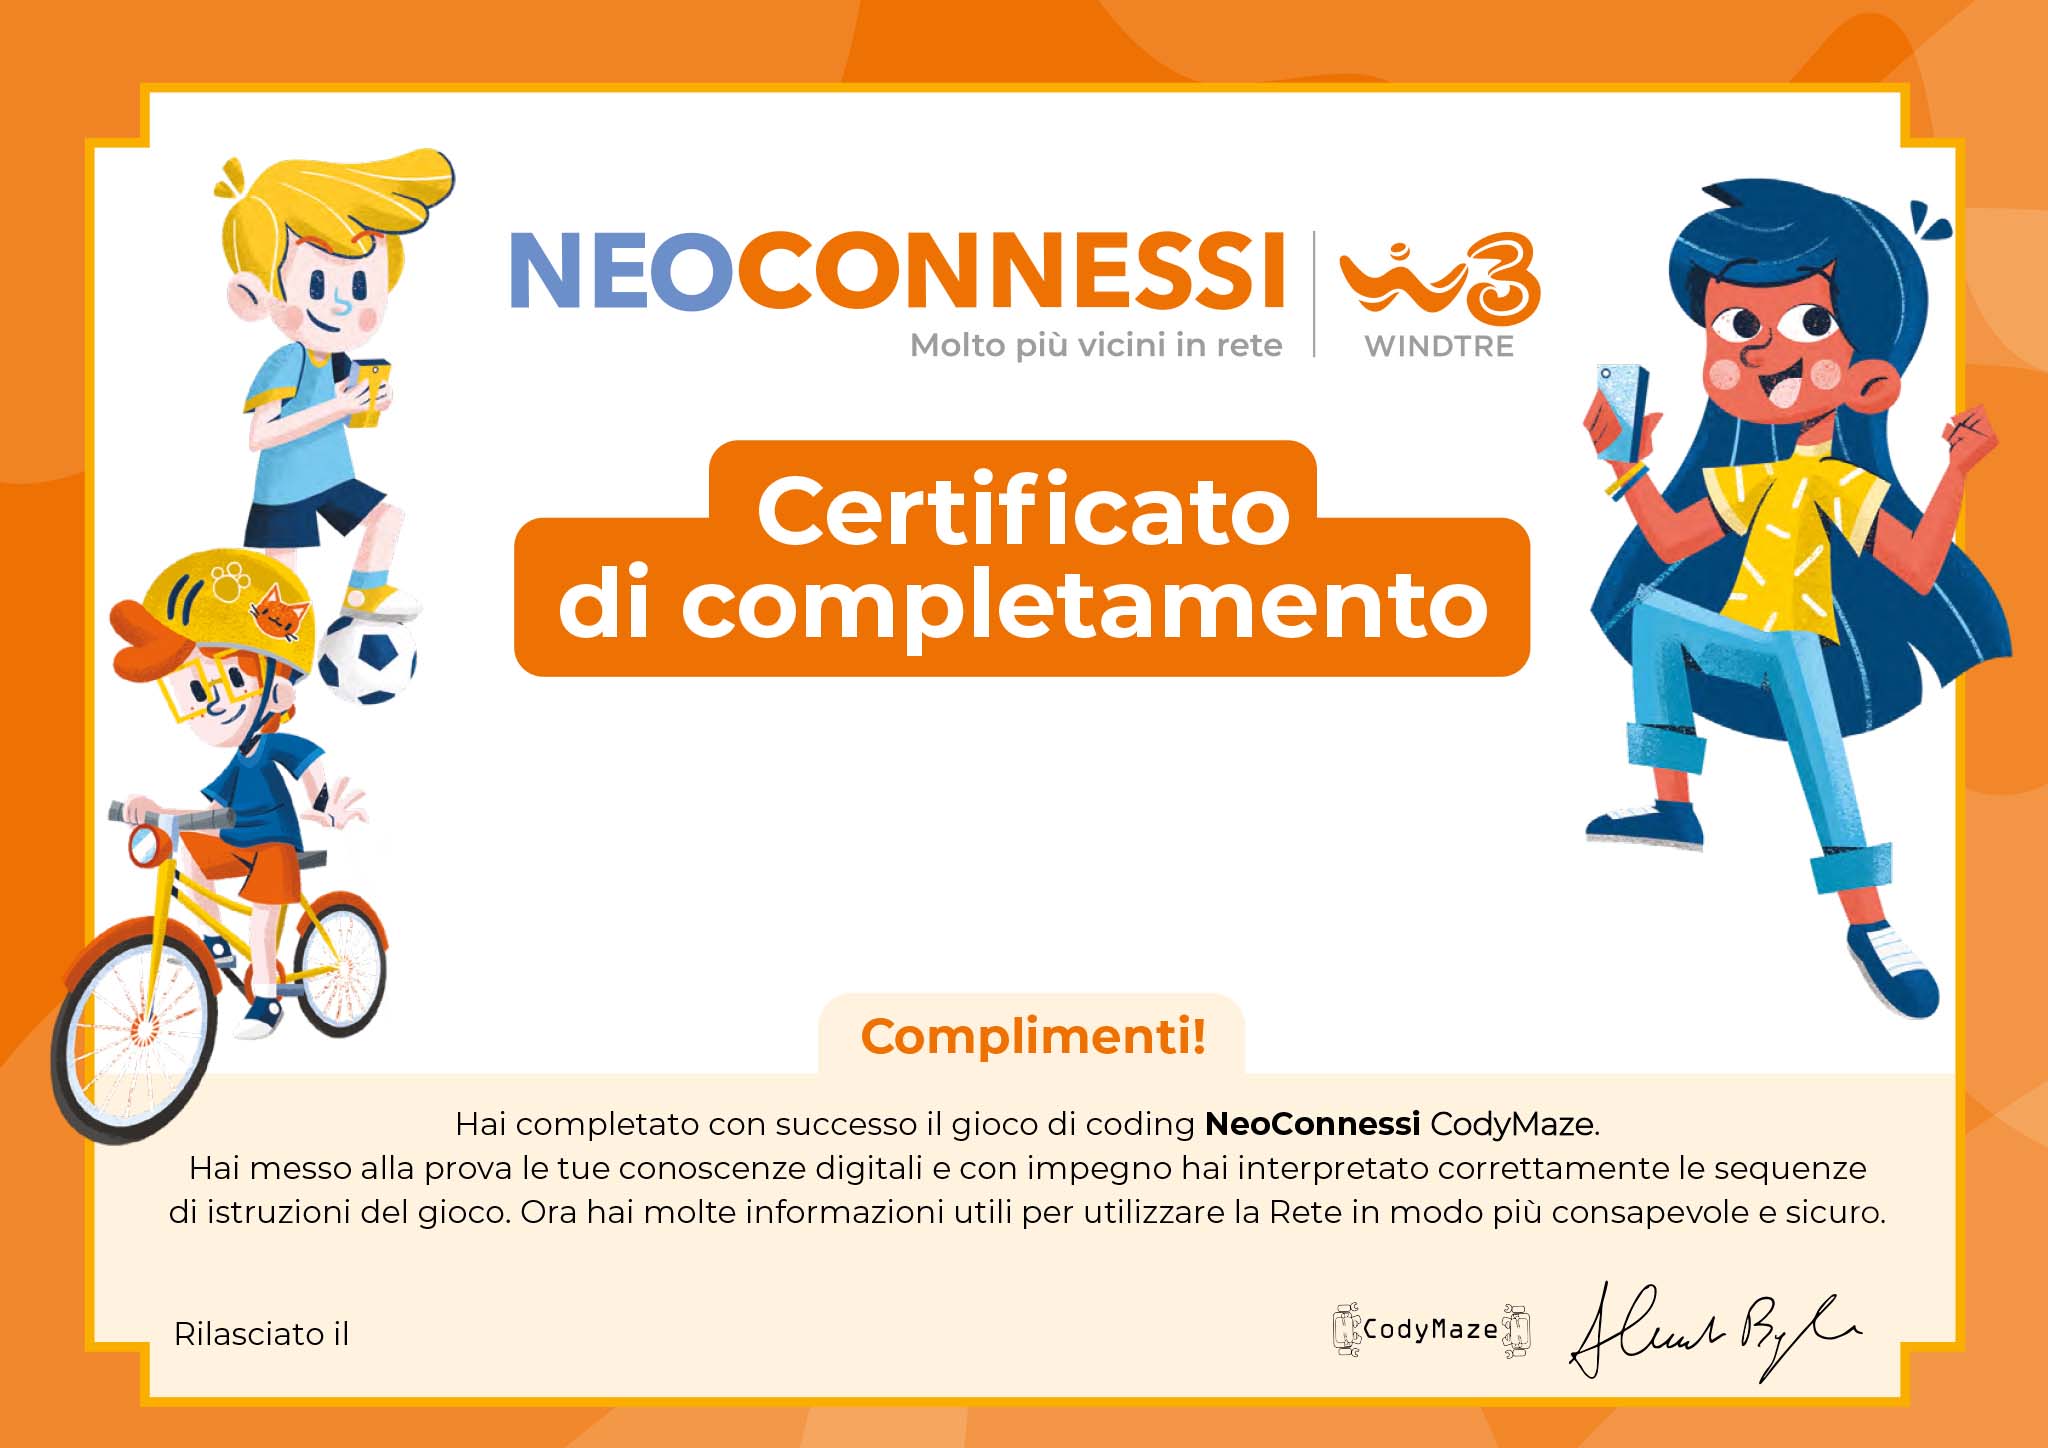 NEOCONNESSI
Molto più vicini in rete
WINDTRE
Certificato
di completamento
Complimenti!
Hai completato con successo il gioco di coding NeoConnessi CodyMaze.
Hai messo alla prova le tue conoscenze digitali e con impegno hai interpretato correttamente le sequenze
di istruzioni del gioco. Ora hai molte informazioni utili per utilizzare la Rete in modo più consapevole e sicuro.
Rilasciato il
CodyMaze